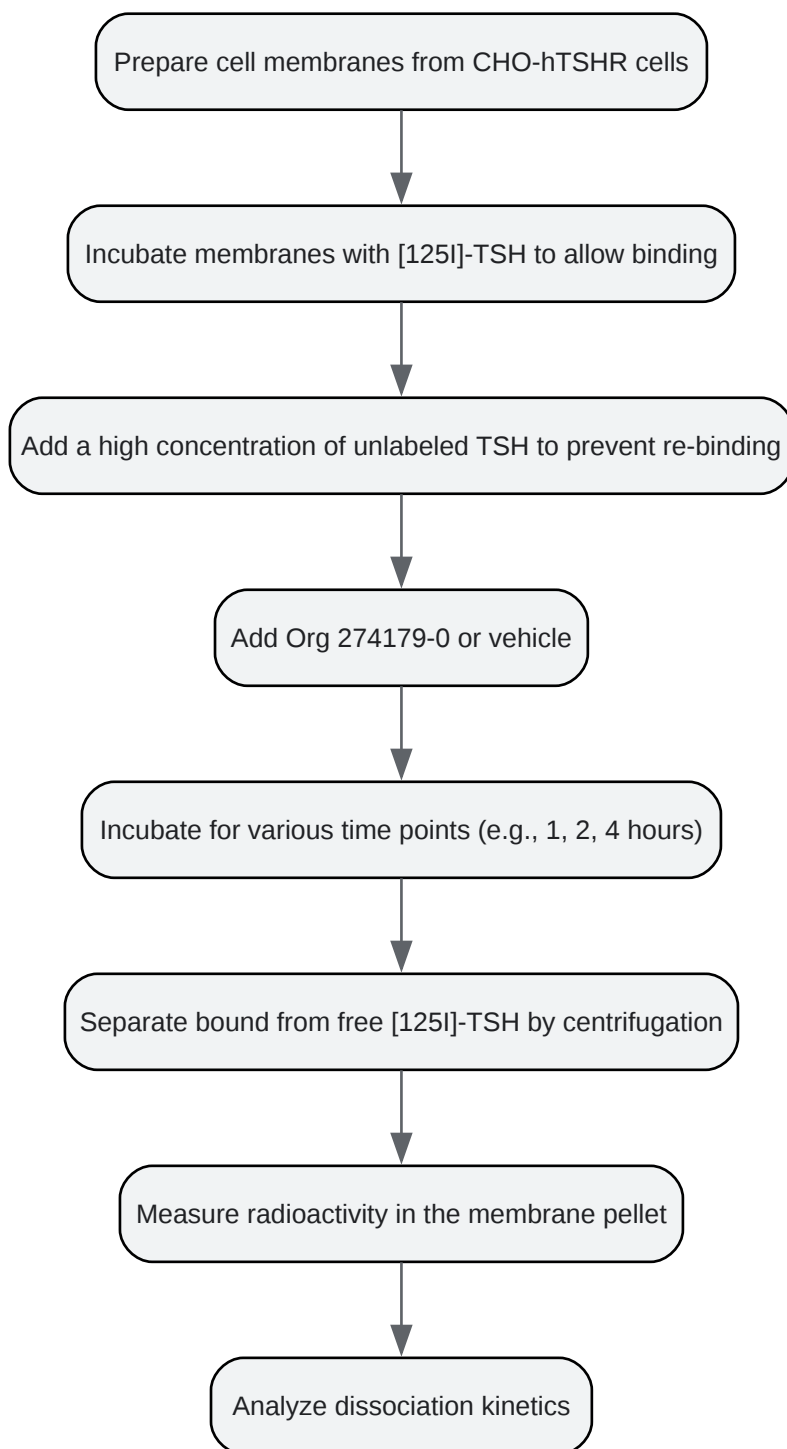 Prepare cell membranes from CHO-hTSHR cells
Incubate membranes with [125I]-TSH to allow binding
Add a high concentration of unlabeled TSH to prevent re-binding
Add Org 274179-0 or vehicle
Incubate for various time points (e.g., 1, 2, 4 hours)
Separate bound from free [125I]-TSH by centrifugation
Measure radioactivity in the membrane pellet
Analyze dissociation kinetics